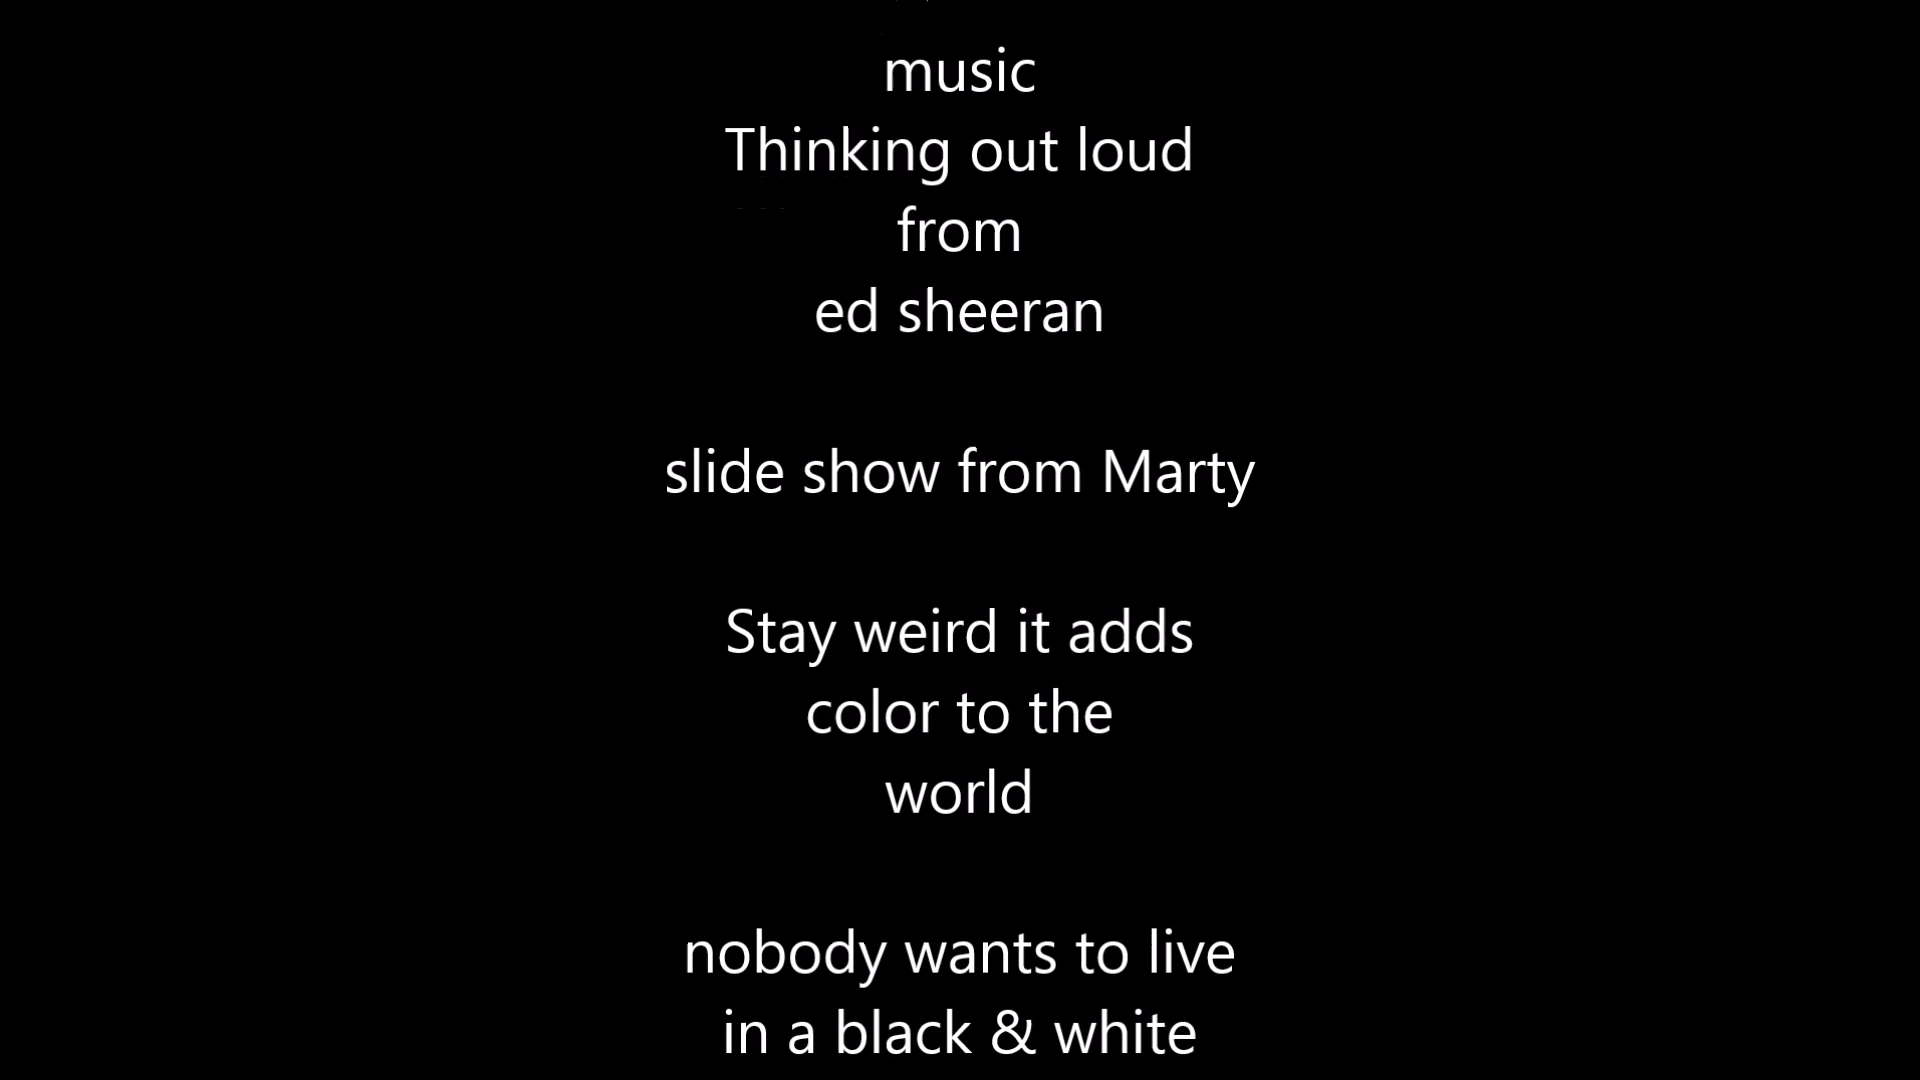 music
Thinking out loud
from
ed sheeran
slide show from Marty
Stay weird it adds
color to the
world
nobody wants to live
in a black & white